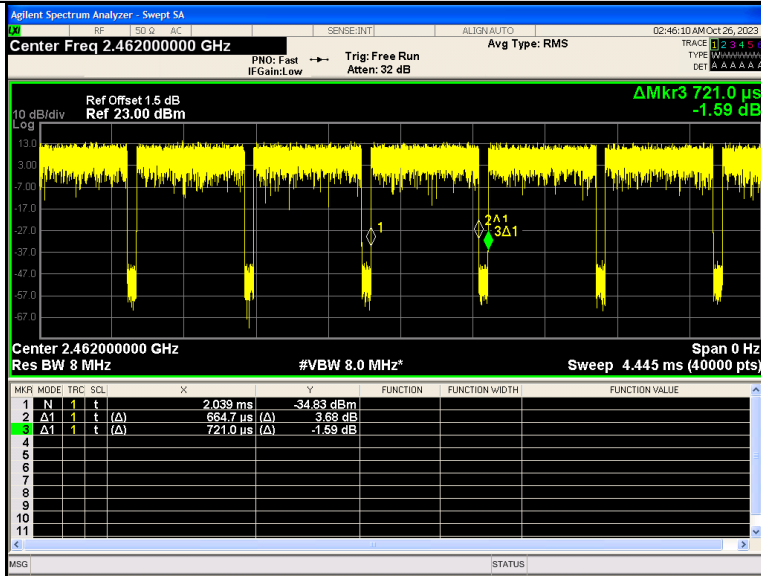 Agilent Spectrum Analyzer - Swept SA
LXI RF 50 Ω AC SENSE:INT ALIGN AUTO 02:46:10 AM Oct 26, 2023
Center Freq 2.462000000 GHz Avg Type: RMS TRACE 1 2 3 4 5 6
PNO: Fast Trig: Free Run TYPE
IFGain:Low Atten: 32 dB DET A A A A A
ΔMkr3 721.0 µs
-1.59 dB
Ref Offset 1.5 dB
10 dB/div Ref 23.00 dBm
Log
13.0
3.00
-7.00
-17.0
-27.0
-37.0
-47.0
-57.0
-67.0
1
2Δ1
3Δ1
Center 2.462000000 GHz Span 0 Hz
Res BW 8 MHz #VBW 8.0 MHz* Sweep 4.445 ms (40000 pts)
MKR MODE TRC SCL X Y FUNCTION FUNCTION WIDTH FUNCTION VALUE
1 N 1 t 2.039 ms -34.83 dBm
2 Δ1 1 t (Δ) 664.7 µs (Δ) 3.68 dB
3 Δ1 1 t (Δ) 721.0 µs (Δ) -1.59 dB
4
5
6
7
8
9
10
11
MSG STATUS